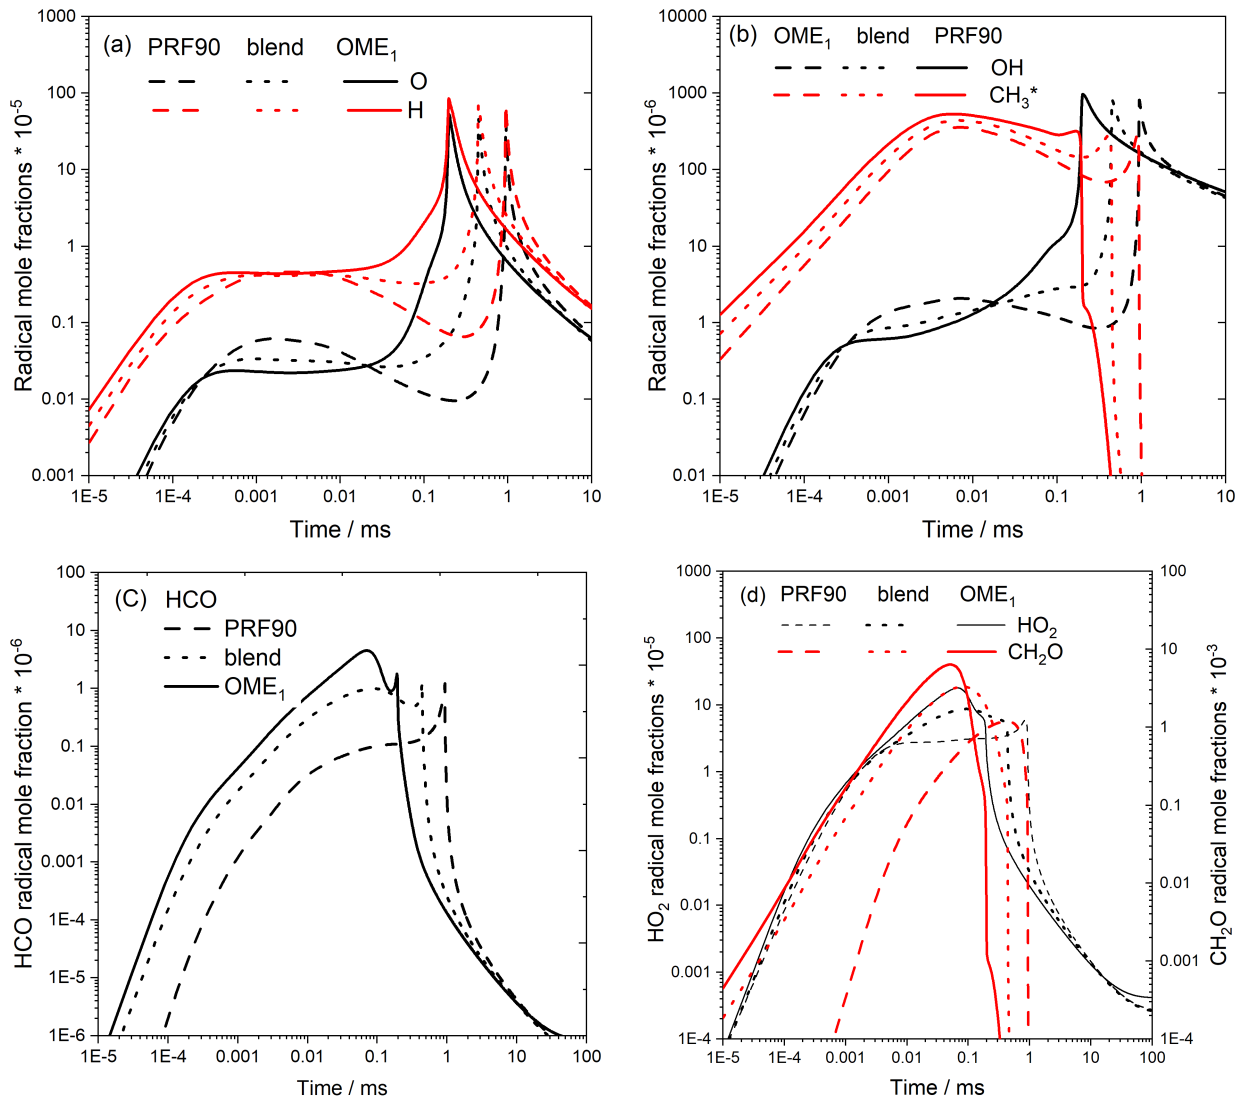 (a)
PRF90 blend OME1
O
H
1000
100
10
1
0.1
0.01
0.001
Radical mole fractions * 10-5
1E-5 1E-4 0.001 0.01 0.1 1 10
Time / ms
(b)
OME1 blend PRF90
OH
CH3*
10000
1000
100
10
1
0.1
0.01
Radical mole fractions * 10-6
1E-5 1E-4 0.001 0.01 0.1 1 10
Time / ms
(C) HCO
PRF90
blend
OME1
100
10
1
0.1
0.01
0.001
1E-4
1E-5
1E-6
HCO radical mole fraction * 10-6
1E-5 1E-4 0.001 0.01 0.1 1 10 100
Time / ms
(d) PRF90 blend OME1
HO2
CH2O
1000
100
10
1
0.1
0.01
0.001
1E-4
HO2 radical mole fractions * 10-5
100
10
1
0.1
0.01
0.001
1E-4
CH2O radical mole fractions * 10-3
1E-5 1E-4 0.001 0.01 0.1 1 10 100
Time / ms